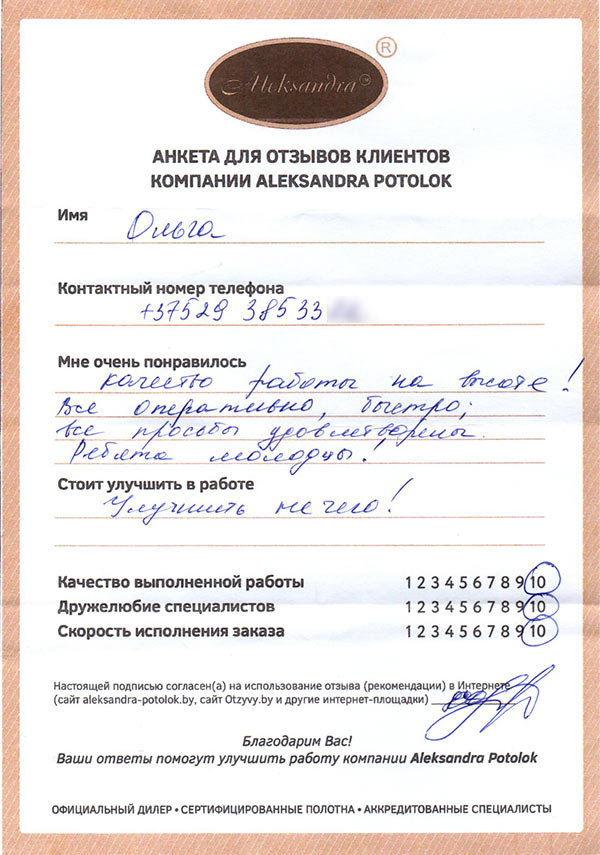 Aleksandra™
®
АНКЕТА ДЛЯ ОТЗЫВОВ КЛИЕНТОВ
КОМПАНИИ ALEKSANDRA POTOLOK
Имя
Ольга
Контактный номер телефона
+37529 38533
Мне очень понравилось
качество работы на высоте!
Все оперативно, быстро;
все просьбы удовлетворены.
Ребята молодцы!
Стоит улучшить в работе
Улучшить нечего!
Качество выполненной работы 1 2 3 4 5 6 7 8 9 10
Дружелюбие специалистов 1 2 3 4 5 6 7 8 9 10
Скорость исполнения заказа 1 2 3 4 5 6 7 8 9 10
Настоящей подписью согласен(а) на использование отзыва (рекомендации) в Интернете
(сайт aleksandra-potolok.by, сайт Otzyvy.by и другие интернет-площадки)
Благодарим Вас!
Ваши ответы помогут улучшить работу компании Aleksandra Potolok
ОФИЦИАЛЬНЫЙ ДИЛЕР • СЕРТИФИЦИРОВАННЫЕ ПОЛОТНА • АККРЕДИТОВАННЫЕ СПЕЦИАЛИСТЫ